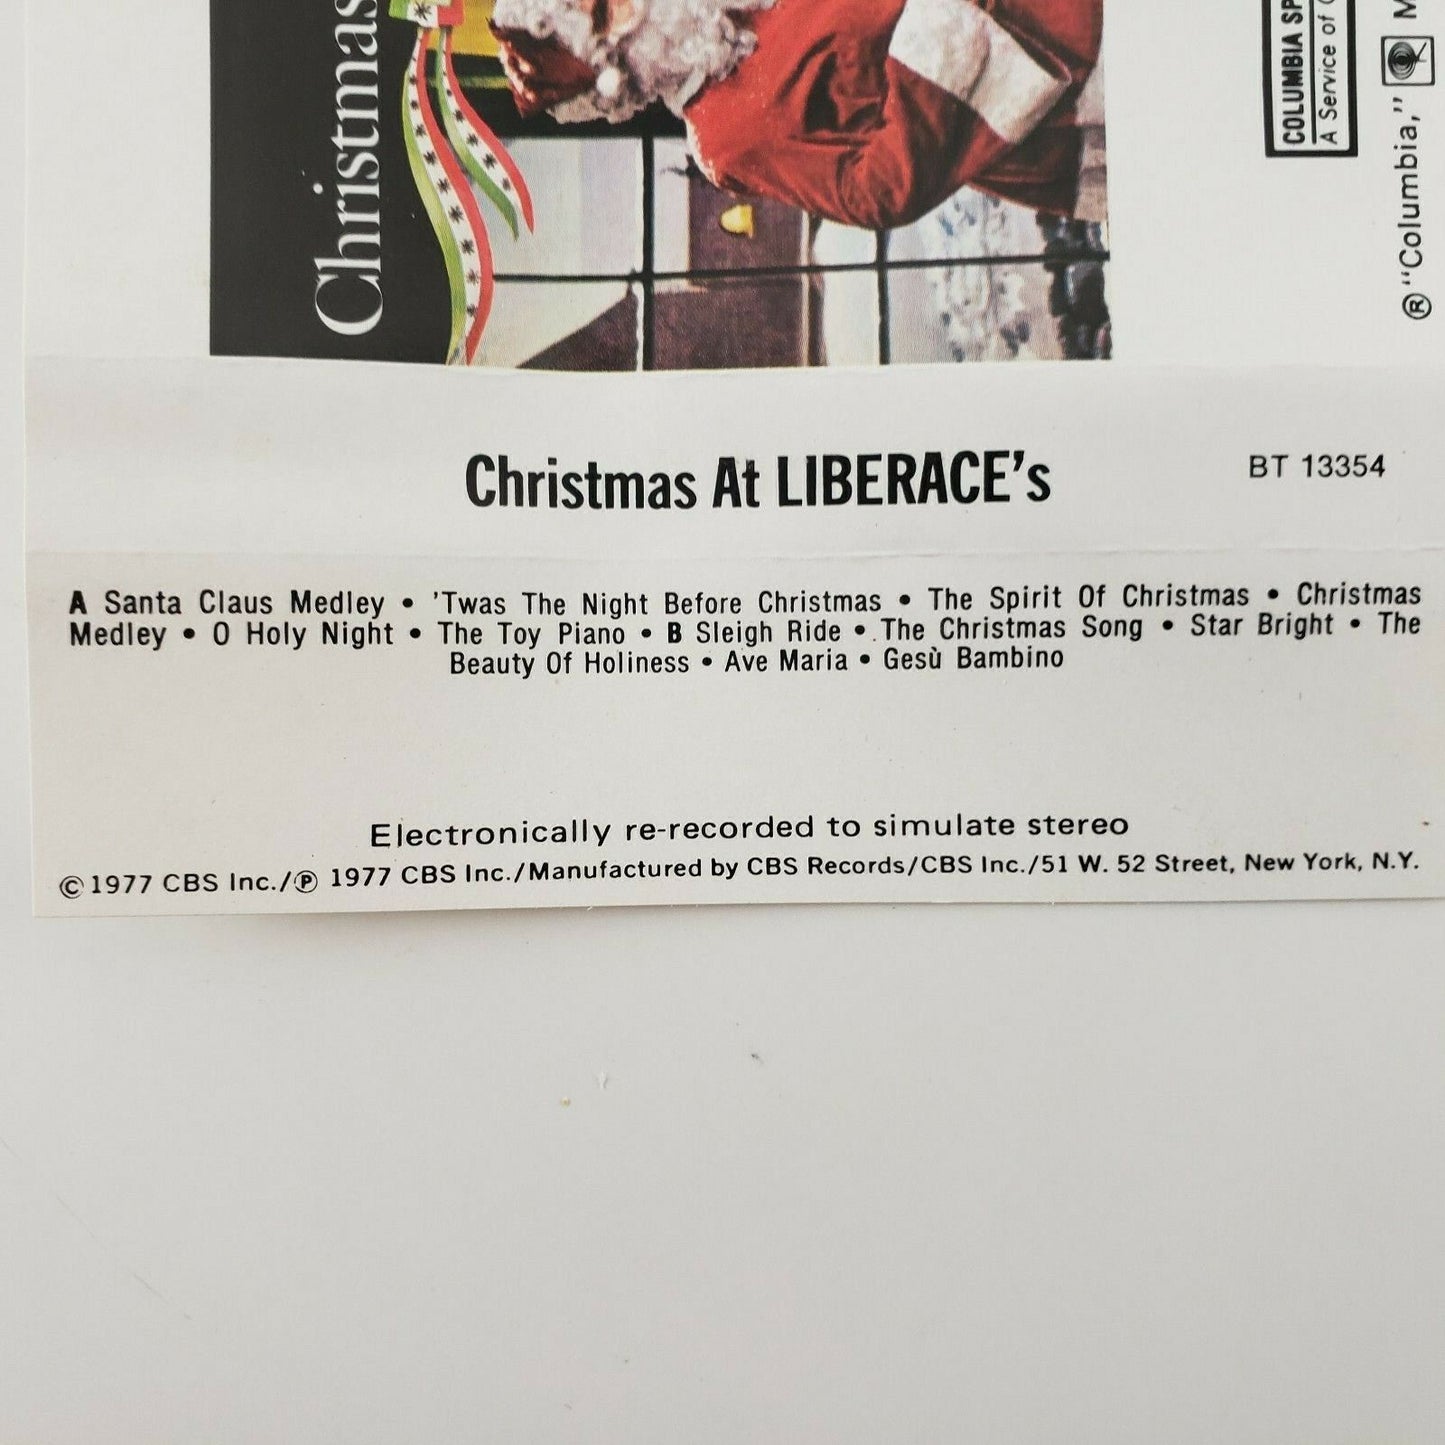 Christmas
COLUMBIA
A Service of
® "Columbia,"
Christmas At LIBERACE's
BT 13354
A Santa Claus Medley • 'Twas The Night Before Christmas • The Spirit Of Christmas • Christmas
Medley • O Holy Night • The Toy Piano • B Sleigh Ride • The Christmas Song • Star Bright • The
Beauty Of Holiness • Ave Maria • Gesù Bambino
Electronically re-recorded to simulate stereo
© 1977 CBS Inc./℗ 1977 CBS Inc./Manufactured by CBS Records/CBS Inc./51 W. 52 Street, New York, N.Y.